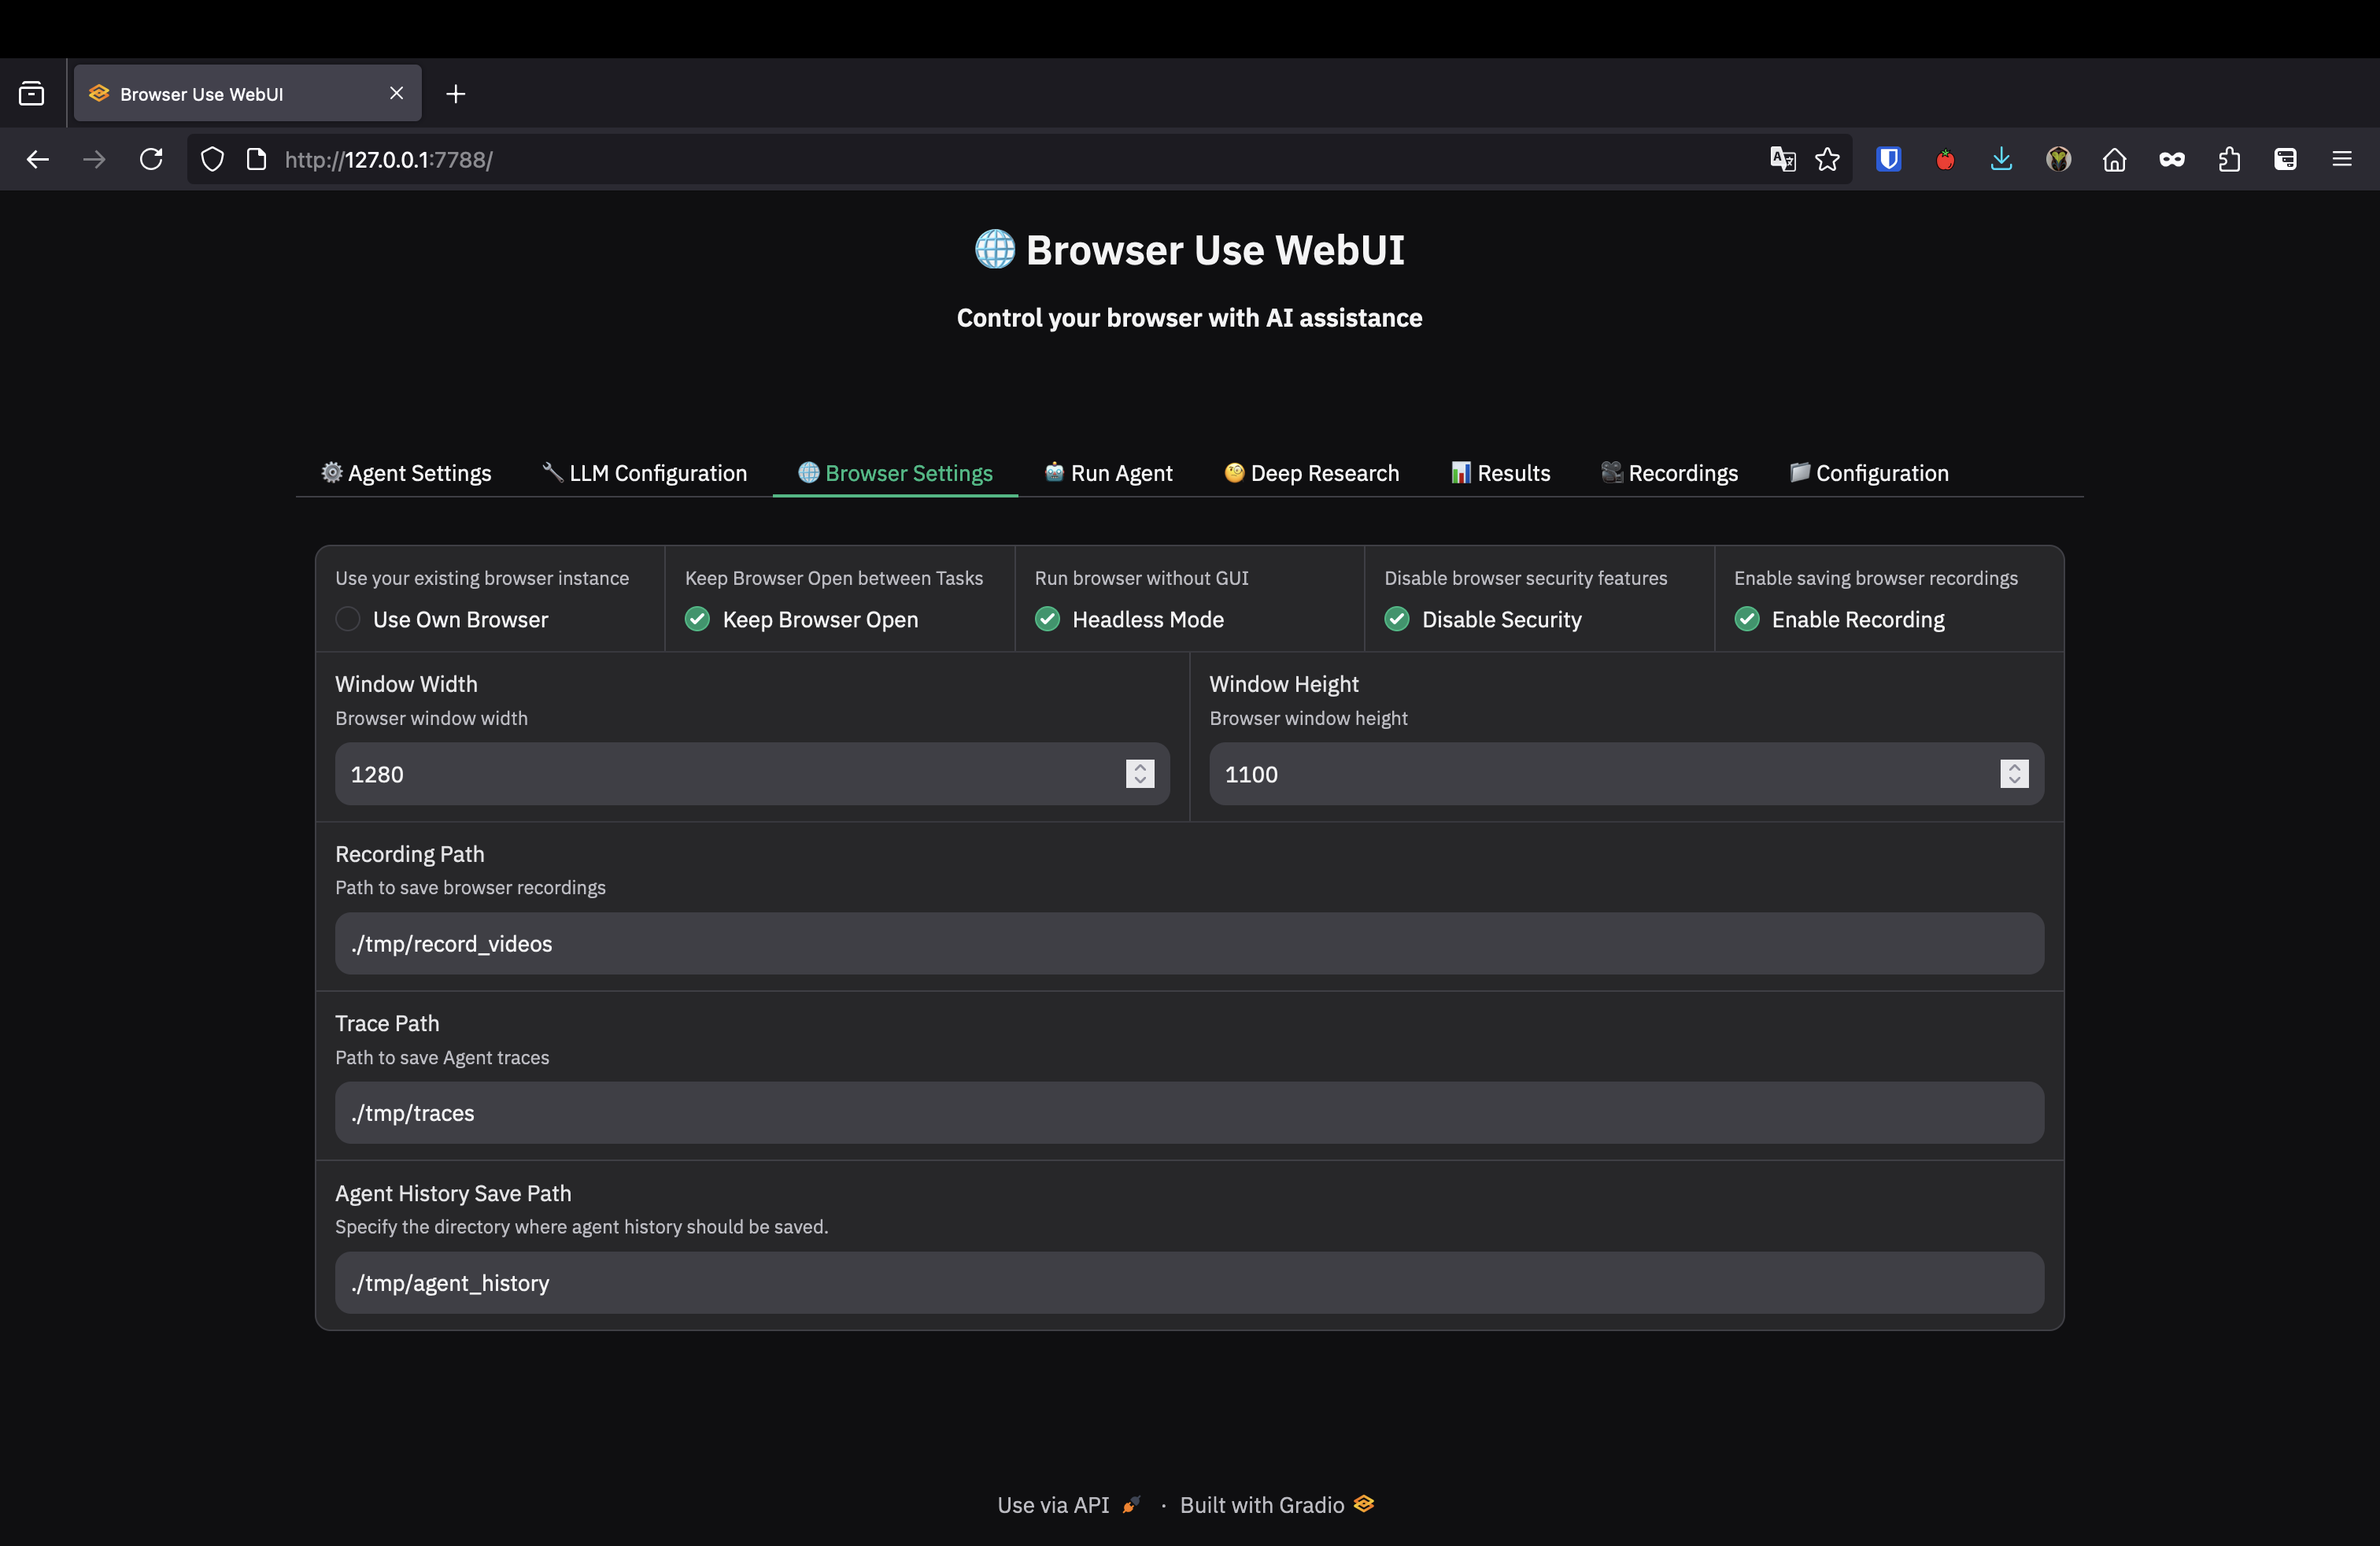 Browser Use WebUI
http://127.0.0.1:7788/
🌐 Browser Use WebUI
Control your browser with AI assistance
⚙️ Agent Settings 🔧 LLM Configuration 🌐 Browser Settings 🤖 Run Agent 🧐 Deep Research 📊 Results 🎥 Recordings 📁 Configuration
Use your existing browser instance Keep Browser Open between Tasks Run browser without GUI Disable browser security features Enable saving browser recordings
Use Own Browser Keep Browser Open Headless Mode Disable Security Enable Recording
Window Width Window Height
Browser window width Browser window height
1280 1100
Recording Path
Path to save browser recordings
./tmp/record_videos
Trace Path
Path to save Agent traces
./tmp/traces
Agent History Save Path
Specify the directory where agent history should be saved.
./tmp/agent_history
Use via API · Built with Gradio